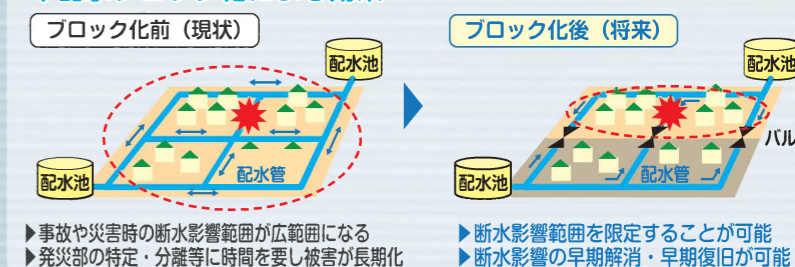 ブロック化前（現状）
ブロック化後（将来）
配水池
配水池
配水池
配水管
配水池
配水管
バル
▶事故や災害時の断水影響範囲が広範囲になる
▶発災部の特定・分離等に時間を要し被害が長期化
▶断水影響範囲を限定することが可能
▶断水影響の早期解消・早期復旧が可能